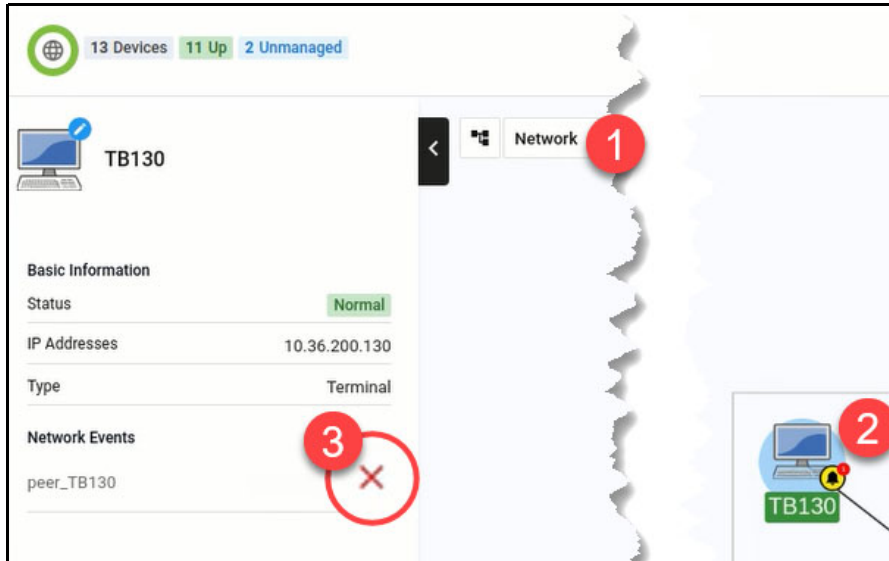 13 Devices 11 Up 2 Unmanaged
TB130
Network 1
Basic Information
Status Normal
IP Addresses 10.36.200.130
Type Terminal
Network Events
3
peer_TB130
2
TB130